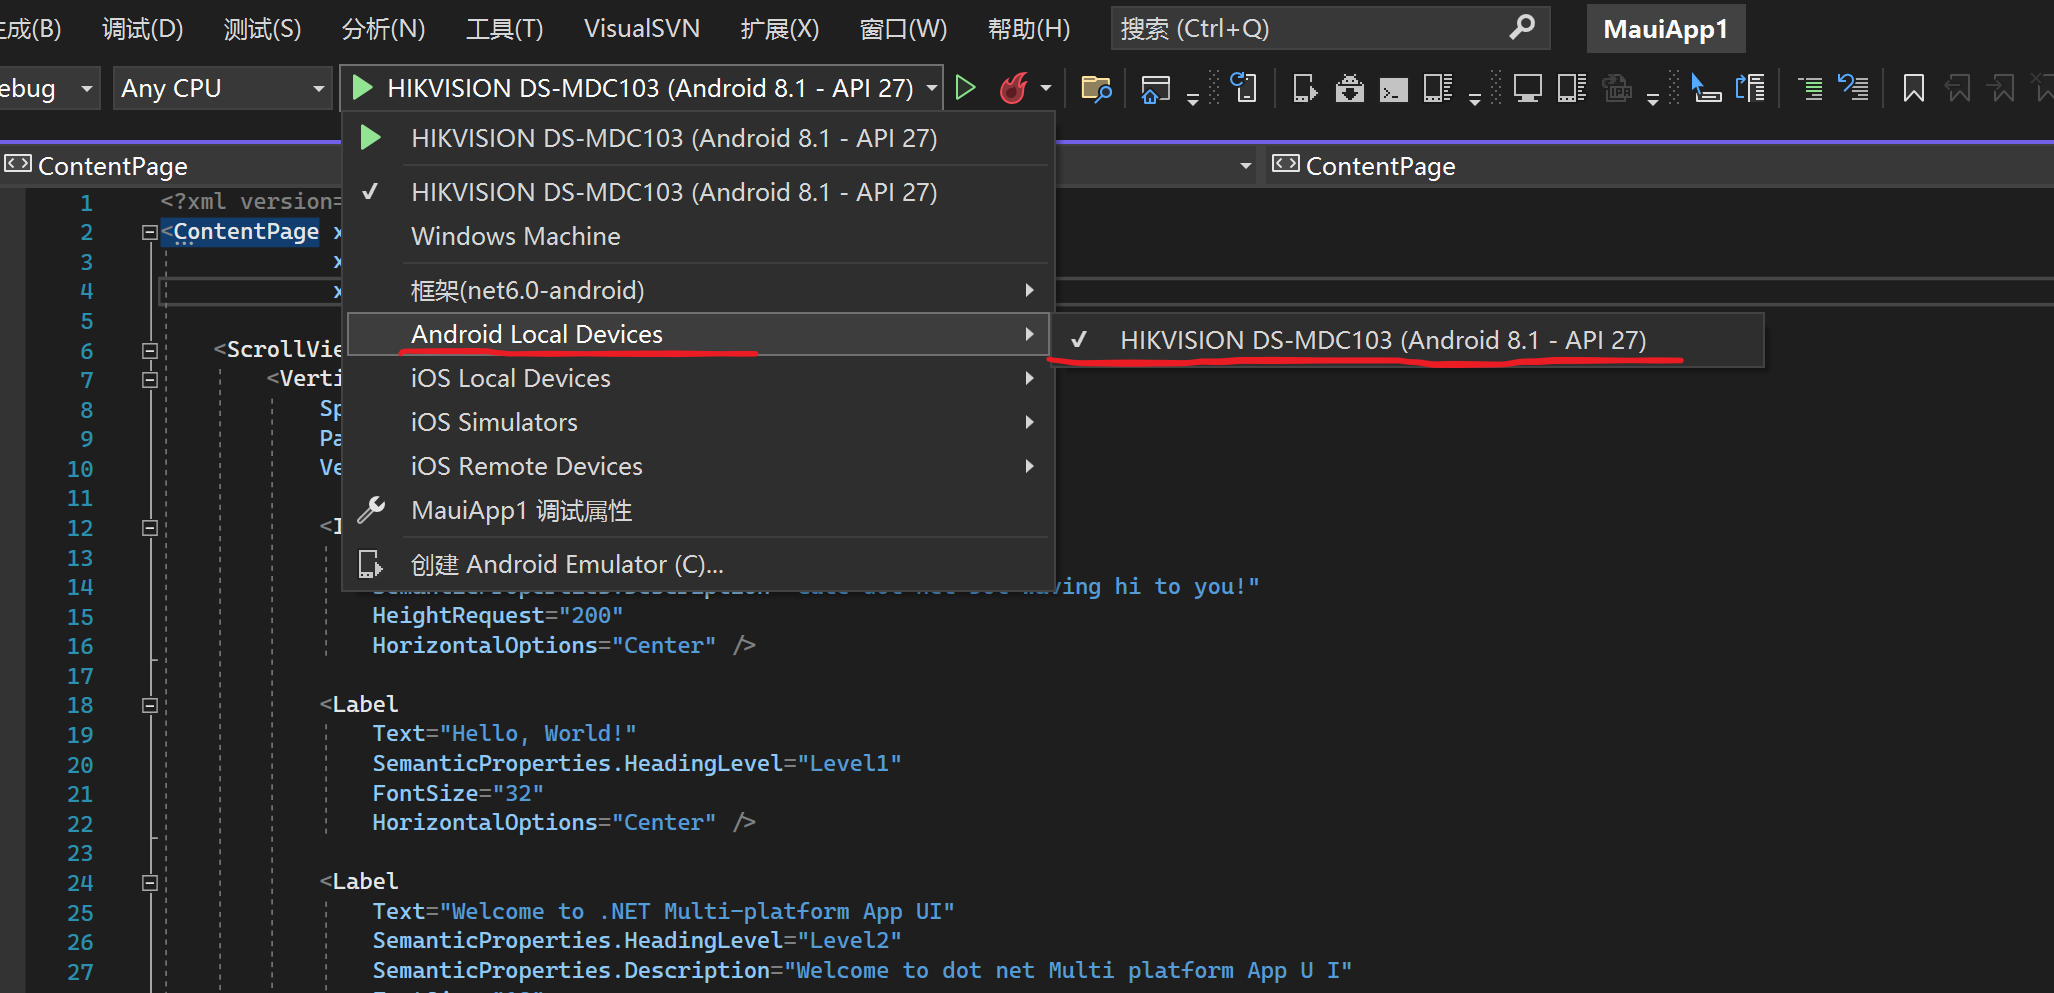 生成(B) 调试(D) 测试(S) 分析(N) 工具(T) VisualSVN 扩展(X) 窗口(W) 帮助(H) 搜索 (Ctrl+Q) MauiApp1
ebug Any CPU HIKVISION DS-MDC103 (Android 8.1 - API 27)
HIKVISION DS-MDC103 (Android 8.1 - API 27)
ContentPage ContentPage
HIKVISION DS-MDC103 (Android 8.1 - API 27)
Windows Machine
框架(net6.0-android)
Android Local Devices
HIKVISION DS-MDC103 (Android 8.1 - API 27)
iOS Local Devices
iOS Simulators
iOS Remote Devices
MauiApp1 调试属性
创建 Android Emulator (C)...
1 <?xml version=
2 <ContentPage x
3 x
4 x
5
6 <ScrollVie
7 <Verti
8 Sp
9 Pa
10 Ve
11
12 <I
13
14 ving hi to you!"
15 HeightRequest="200"
16 HorizontalOptions="Center" />
17
18 <Label
19 Text="Hello, World!"
20 SemanticProperties.HeadingLevel="Level1"
21 FontSize="32"
22 HorizontalOptions="Center" />
23
24 <Label
25 Text="Welcome to .NET Multi-platform App UI"
26 SemanticProperties.HeadingLevel="Level2"
27 SemanticProperties.Description="Welcome to dot net Multi platform App U I"